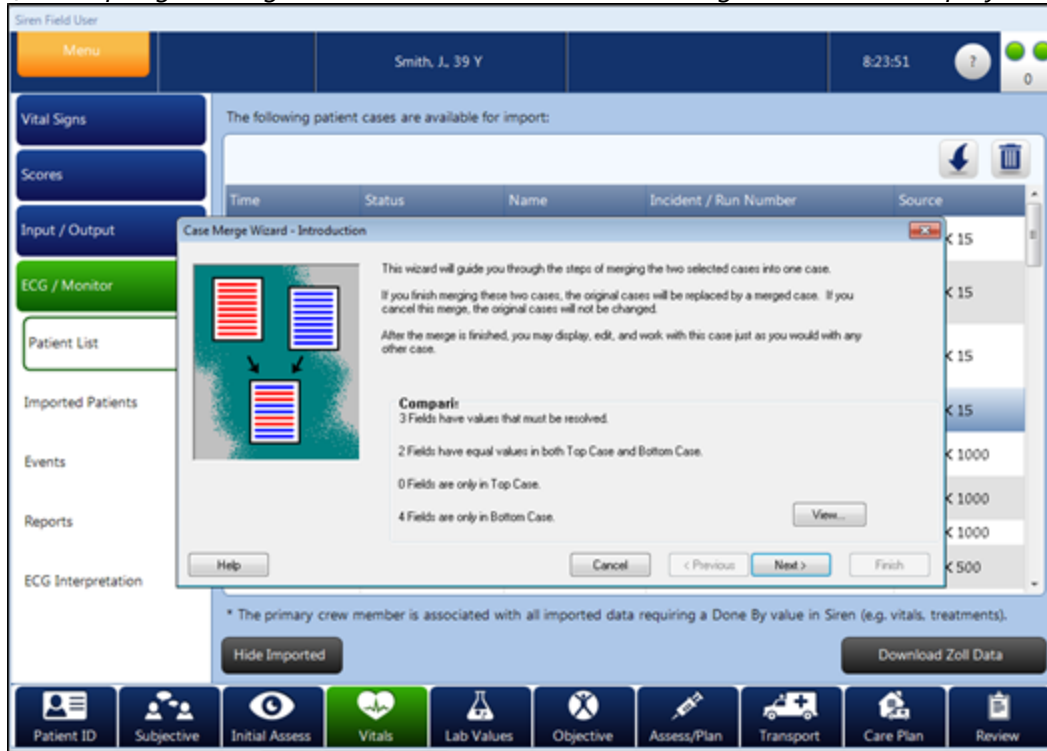 Siren Field User
Menu
Smith, J., 39 Y
8:23:51
?
0
Vital Signs
Scores
Input / Output
ECG / Monitor
Patient List
Imported Patients
Events
Reports
ECG Interpretation
The following patient cases are available for import:
Time Status Name Incident / Run Number Source
X 15
X 15
X 15
X 15
X 1000
X 1000
X 1000
X 500
Case Merge Wizard - Introduction
This wizard will guide you through the steps of merging the two selected cases into one case.
If you finish merging these two cases, the original cases will be replaced by a merged case. If you
cancel this merge, the original cases will not be changed.
After the merge is finished, you may display, edit, and work with this case just as you would with any
other case.
Compari
3 Fields have values that must be resolved.
2 Fields have equal values in both Top Case and Bottom Case.
0 Fields are only in Top Case.
4 Fields are only in Bottom Case.
View...
Help
Cancel
< Previous
Next >
Finish
* The primary crew member is associated with all imported data requiring a Done By value in Siren (e.g. vitals, treatments).
Hide Imported
Download Zoll Data
Patient ID
Subjective
Initial Assess
Vitals
Lab Values
Objective
Assess/Plan
Transport
Care Plan
Review